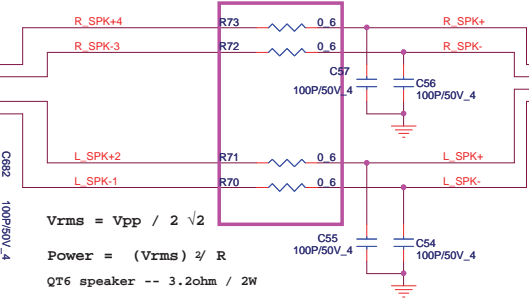 R_SPK+4 R73 0_6 R_SPK+
R_SPK-3 R72 0_6 R_SPK-
C57
100P/50V_4
C56
100P/50V_4
L_SPK+2 R71 0_6 L_SPK+
L_SPK-1 R70 0_6 L_SPK-
C682
100P/50V_4
C55
100P/50V_4
C54
100P/50V_4
Vrms = Vpp / 2 √2
Power = (Vrms) 2/ R
QT6 speaker -- 3.2ohm / 2W